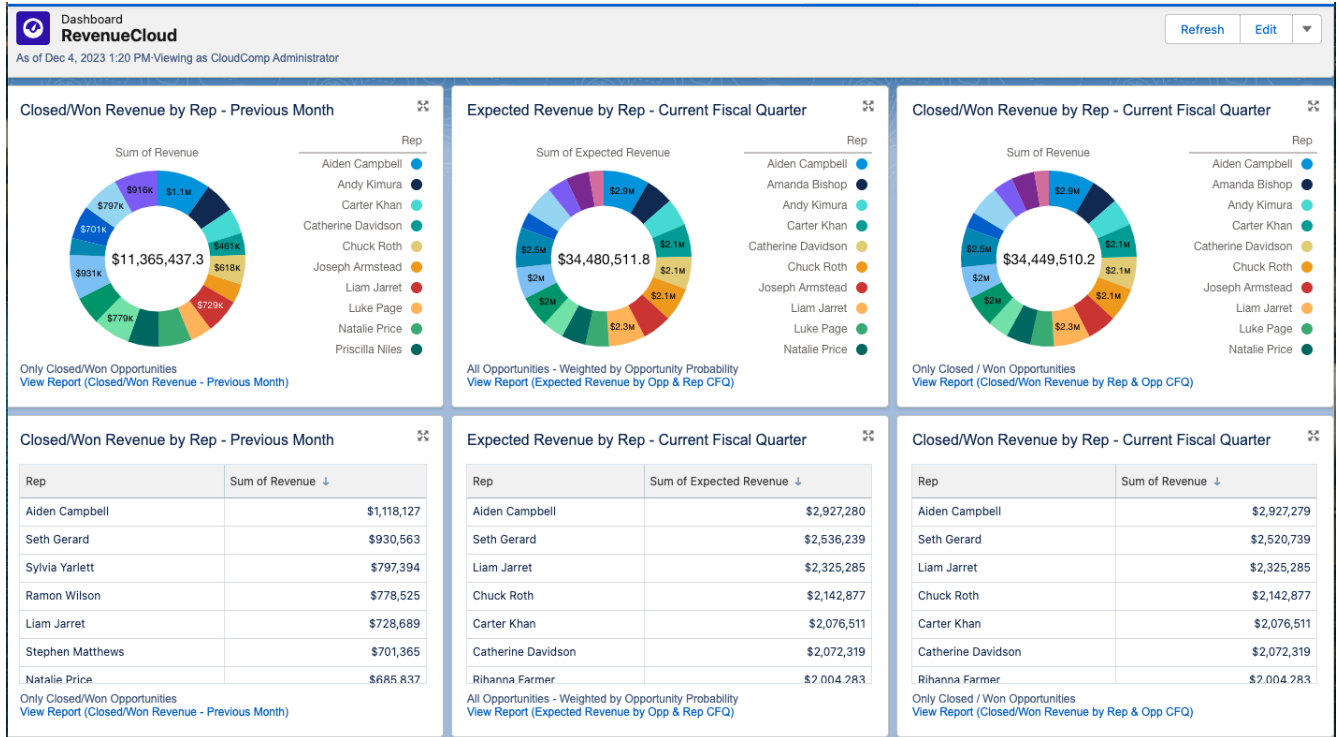 Dashboard
RevenueCloud
As of Dec 4, 2023 1:20 PM·Viewing as CloudComp Administrator
Refresh
Edit
Closed/Won Revenue by Rep - Previous Month
Sum of Revenue
$916K
$1.1M
$797K
$701K
$461K
$11,365,437.3
$931K
$618K
$729K
$779K
Rep
Aiden Campbell
Andy Kimura
Carter Khan
Catherine Davidson
Chuck Roth
Joseph Armstead
Liam Jarret
Luke Page
Natalie Price
Priscilla Niles
Only Closed/Won Opportunities
View Report (Closed/Won Revenue - Previous Month)
Expected Revenue by Rep - Current Fiscal Quarter
Sum of Expected Revenue
$2.9M
$2.5M
$2.1M
$34,480,511.8
$2M
$2.1M
$2M
$2.1M
$2.3M
Rep
Aiden Campbell
Amanda Bishop
Andy Kimura
Carter Khan
Catherine Davidson
Chuck Roth
Joseph Armstead
Liam Jarret
Luke Page
Natalie Price
All Opportunities - Weighted by Opportunity Probability
View Report (Expected Revenue by Opp & Rep CFQ)
Closed/Won Revenue by Rep - Current Fiscal Quarter
Sum of Revenue
$2.9M
$2.5M
$2.1M
$34,449,510.2
$2M
$2.1M
$2M
$2.1M
$2.3M
Rep
Aiden Campbell
Amanda Bishop
Andy Kimura
Carter Khan
Catherine Davidson
Chuck Roth
Joseph Armstead
Liam Jarret
Luke Page
Natalie Price
Only Closed / Won Opportunities
View Report (Closed/Won Revenue by Rep & Opp CFQ)
Closed/Won Revenue by Rep - Previous Month
Rep Sum of Revenue ↓
Aiden Campbell $1,118,127
Seth Gerard $930,563
Sylvia Yarlett $797,394
Ramon Wilson $778,525
Liam Jarret $728,689
Stephen Matthews $701,365
Natalie Price $685,837
Only Closed/Won Opportunities
View Report (Closed/Won Revenue - Previous Month)
Expected Revenue by Rep - Current Fiscal Quarter
Rep Sum of Expected Revenue ↓
Aiden Campbell $2,927,280
Seth Gerard $2,536,239
Liam Jarret $2,325,285
Chuck Roth $2,142,877
Carter Khan $2,076,511
Catherine Davidson $2,072,319
Rihanna Farmer $2,004,283
All Opportunities - Weighted by Opportunity Probability
View Report (Expected Revenue by Opp & Rep CFQ)
Closed/Won Revenue by Rep - Current Fiscal Quarter
Rep Sum of Revenue ↓
Aiden Campbell $2,927,279
Seth Gerard $2,520,739
Liam Jarret $2,325,285
Chuck Roth $2,142,877
Carter Khan $2,076,511
Catherine Davidson $2,072,319
Rihanna Farmer $2,004,283
Only Closed / Won Opportunities
View Report (Closed/Won Revenue by Rep & Opp CFQ)